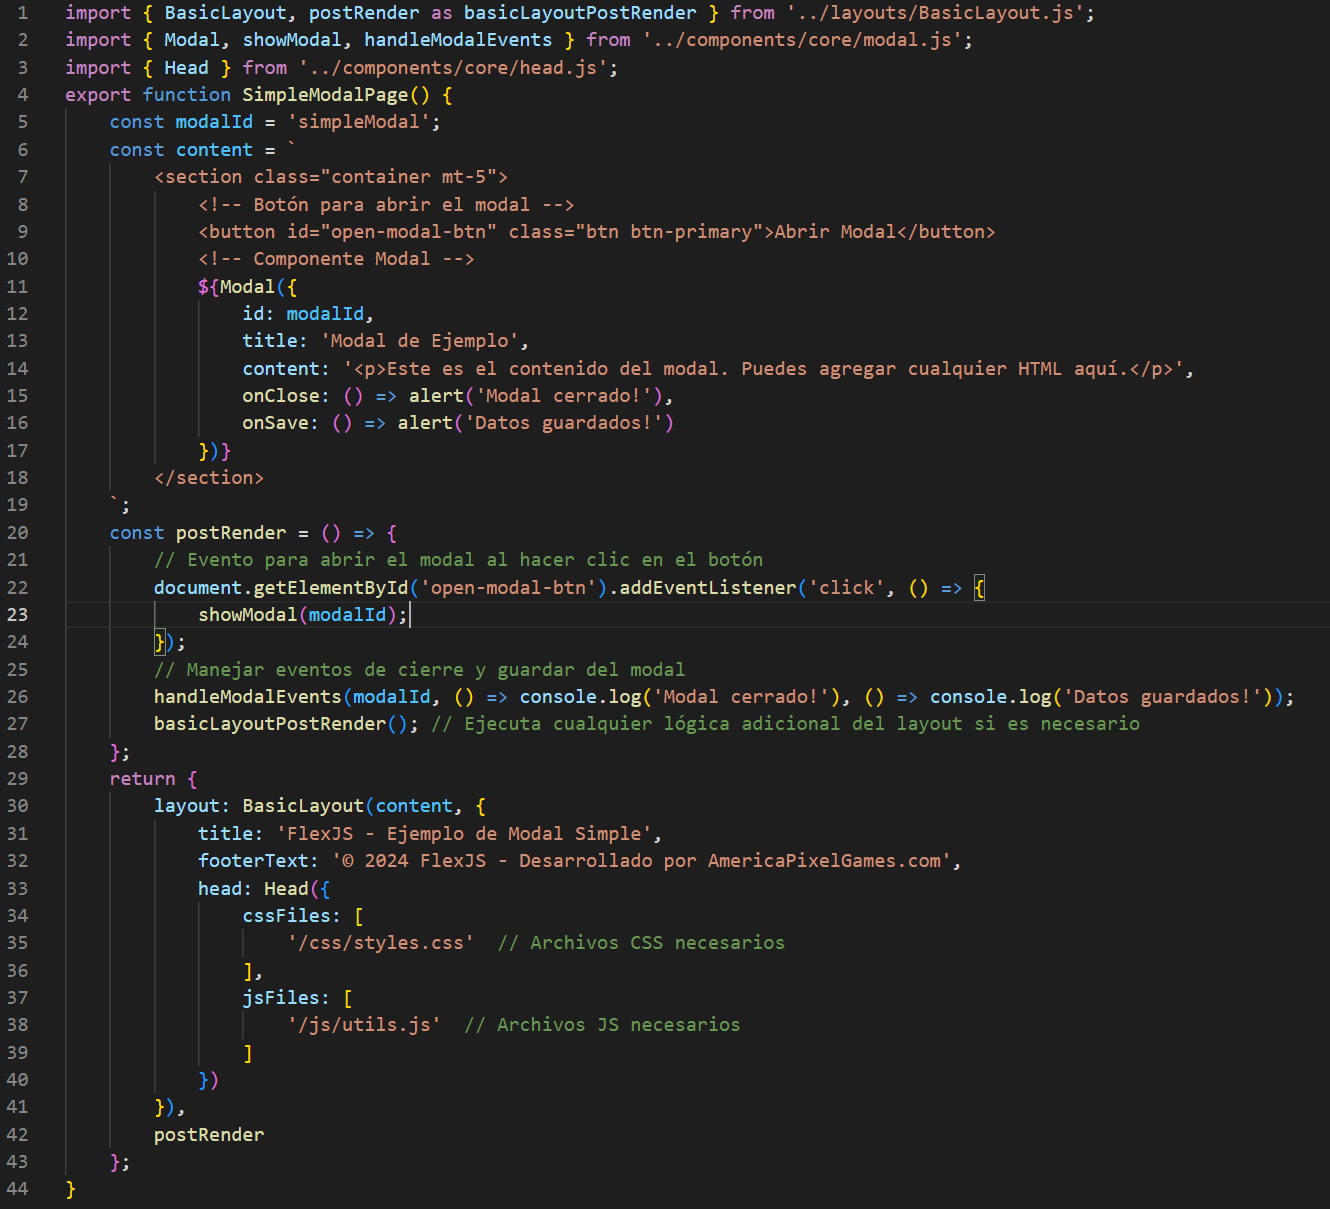 1 import { BasicLayout, postRender as basicLayoutPostRender } from '../layouts/BasicLayout.js';
2 import { Modal, showModal, handleModalEvents } from '../components/core/modal.js';
3 import { Head } from '../components/core/head.js';
4 export function SimpleModalPage() {
5     const modalId = 'simpleModal';
6     const content = `
7         <section class="container mt-5">
8             <!-- Botón para abrir el modal -->
9             <button id="open-modal-btn" class="btn btn-primary">Abrir Modal</button>
10             <!-- Componente Modal -->
11             ${Modal({
12                 id: modalId,
13                 title: 'Modal de Ejemplo',
14                 content: '<p>Este es el contenido del modal. Puedes agregar cualquier HTML aquí.</p>',
15                 onClose: () => alert('Modal cerrado!'),
16                 onSave: () => alert('Datos guardados!')
17             })}
18         </section>
19     `;
20     const postRender = () => {
21         // Evento para abrir el modal al hacer clic en el botón
22         document.getElementById('open-modal-btn').addEventListener('click', () => {
23             showModal(modalId);
24         });
25         // Manejar eventos de cierre y guardar del modal
26         handleModalEvents(modalId, () => console.log('Modal cerrado!'), () => console.log('Datos guardados!'));
27         basicLayoutPostRender(); // Ejecuta cualquier lógica adicional del layout si es necesario
28     };
29     return {
30         layout: BasicLayout(content, {
31             title: 'FlexJS - Ejemplo de Modal Simple',
32             footerText: '© 2024 FlexJS - Desarrollado por AmericaPixelGames.com',
33             head: Head({
34                 cssFiles: [
35                     '/css/styles.css'  // Archivos CSS necesarios
36                 ],
37                 jsFiles: [
38                     '/js/utils.js'  // Archivos JS necesarios
39                 ]
40             })
41         }),
42         postRender
43     };
44 }